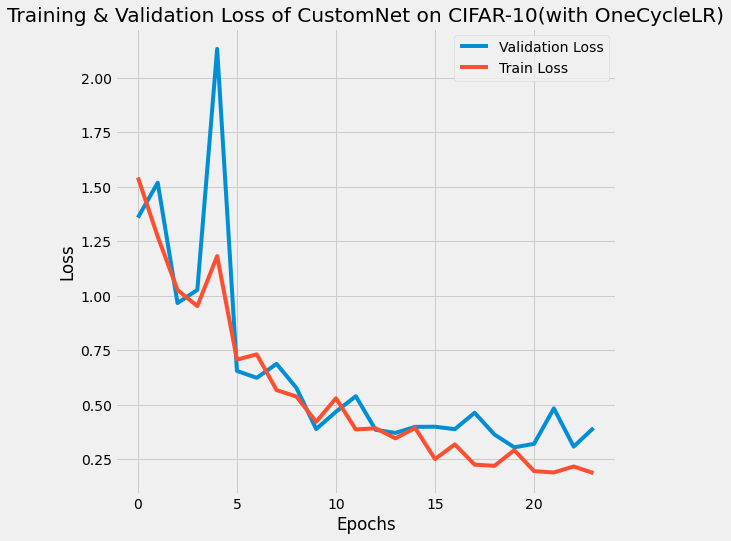 Training & Validation Loss of CustomNet on CIFAR-10(with OneCycleLR)
Validation Loss
Train Loss
2.00
1.75
1.50
1.25
1.00
0.75
0.50
0.25
Loss
0 5 10 15 20
Epochs